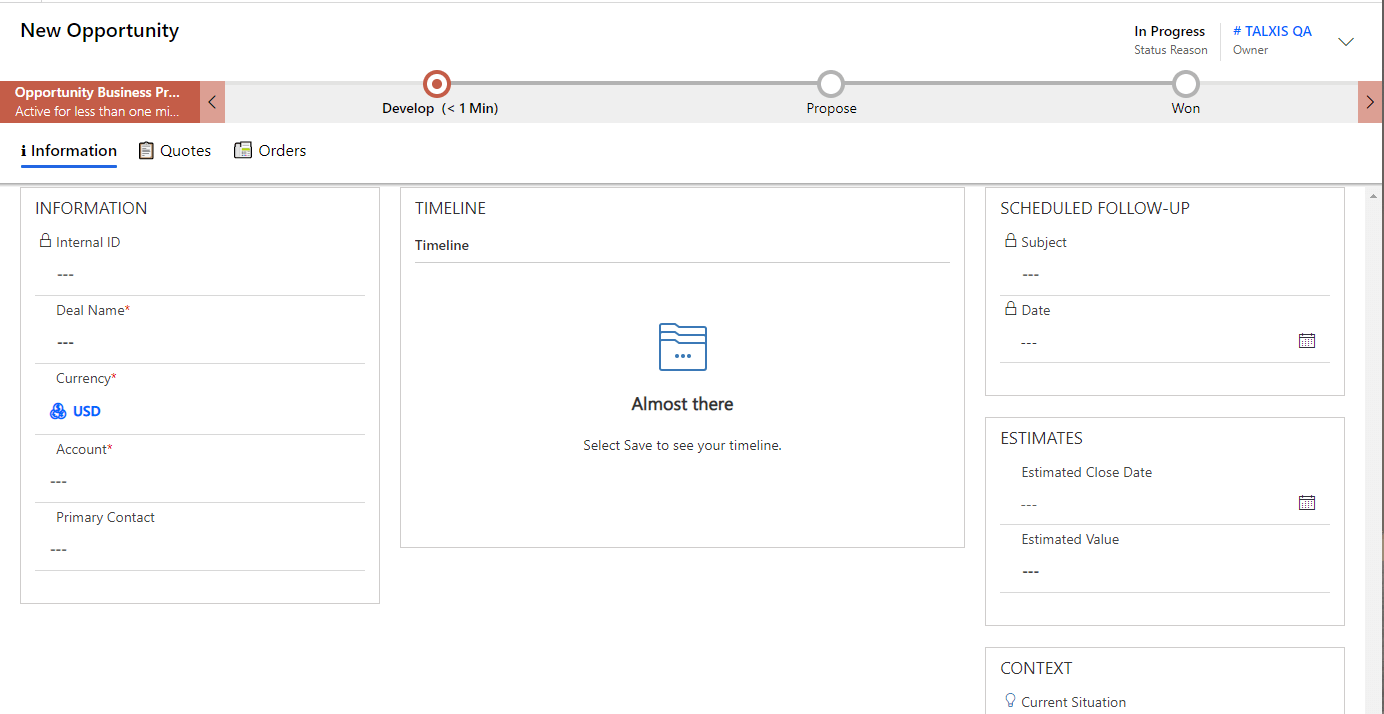 New Opportunity
In Progress
Status Reason
# TALXIS QA
Owner
Opportunity Business Pr...
Active for less than one mi...
Develop (< 1 Min)
Propose
Won
Information
Quotes
Orders
INFORMATION
Internal ID
---
Deal Name*
---
Currency*
USD
Account*
---
Primary Contact
---
TIMELINE
Timeline
Almost there
Select Save to see your timeline.
SCHEDULED FOLLOW-UP
Subject
---
Date
---
ESTIMATES
Estimated Close Date
---
Estimated Value
---
CONTEXT
Current Situation